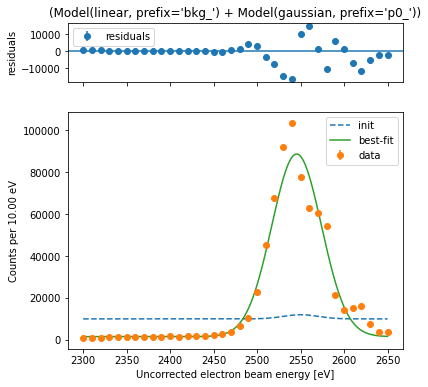 (Model(linear, prefix='bkg_') + Model(gaussian, prefix='p0_'))
residuals
10000
0
−10000
residuals
100000
80000
60000
40000
20000
0
Counts per 10.00 eV
init
best-fit
data
2300 2350 2400 2450 2500 2550 2600 2650
Uncorrected electron beam energy [eV]